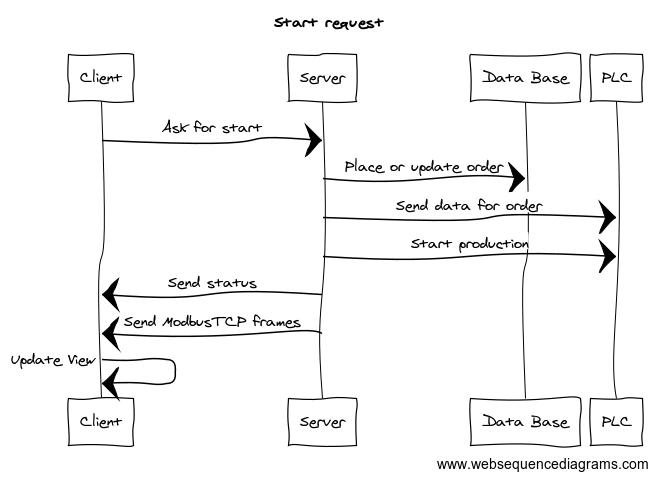 Start request
Client
Server
Data Base
PLC
Ask for start
Place or update order
Send data for order
Start production
Send status
Send ModbusTCP frames
Update View
Client
Server
Data Base
PLC
www.websequencediagrams.com